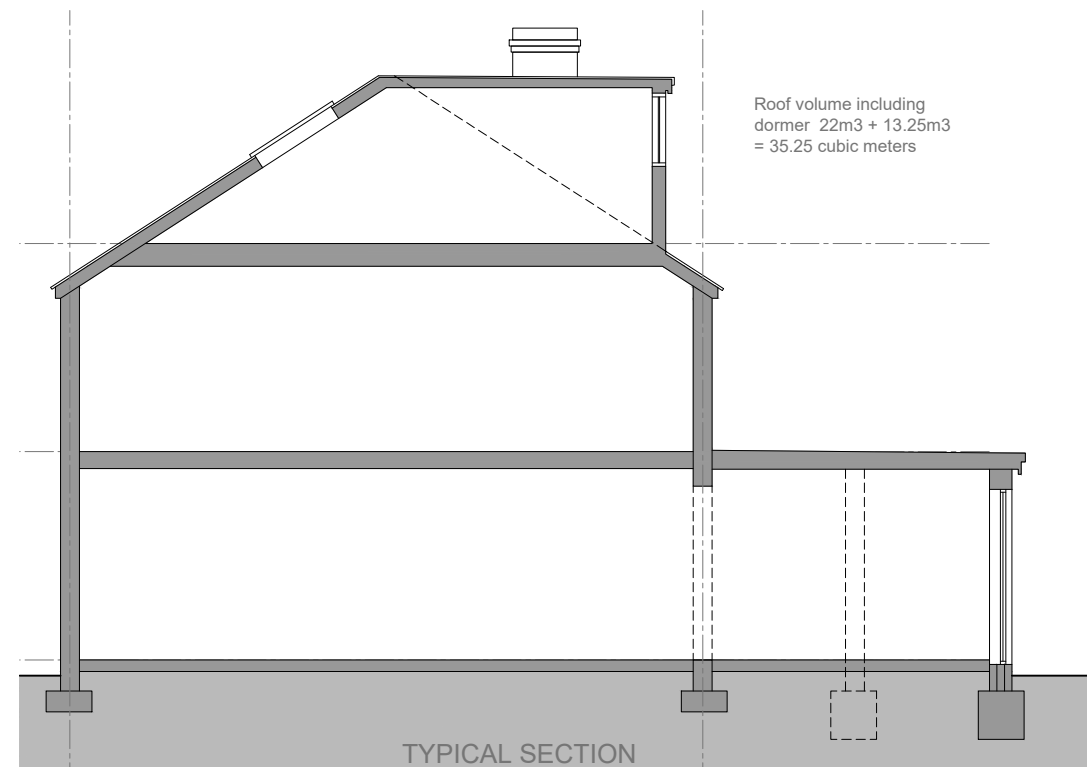 Roof volume including
dormer 22m3 + 13.25m3
= 35.25 cubic meters
TYPICAL SECTION